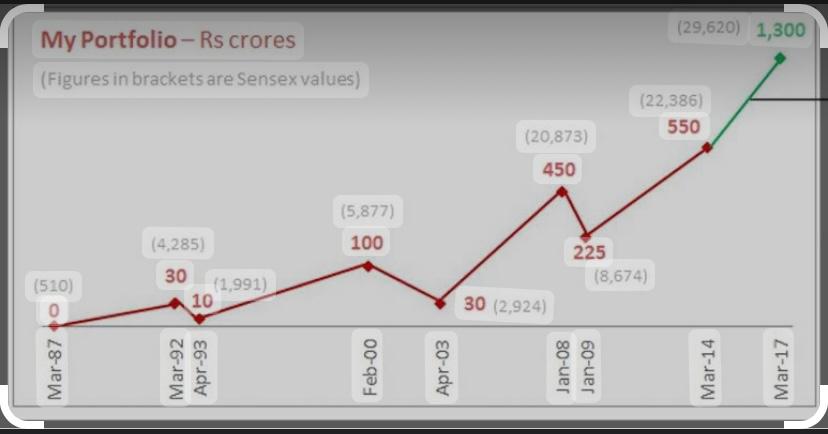 My Portfolio – Rs crores
(Figures in brackets are Sensex values)
(29,620) 1,300
(22,386)
550
(20,873)
450
(5,877)
100
225
(8,674)
(4,285)
30
(1,991)
10
(510)
0
30 (2,924)
Mar-87
Mar-92
Apr-93
Feb-00
Apr-03
Jan-08
Jan-09
Mar-14
Mar-17